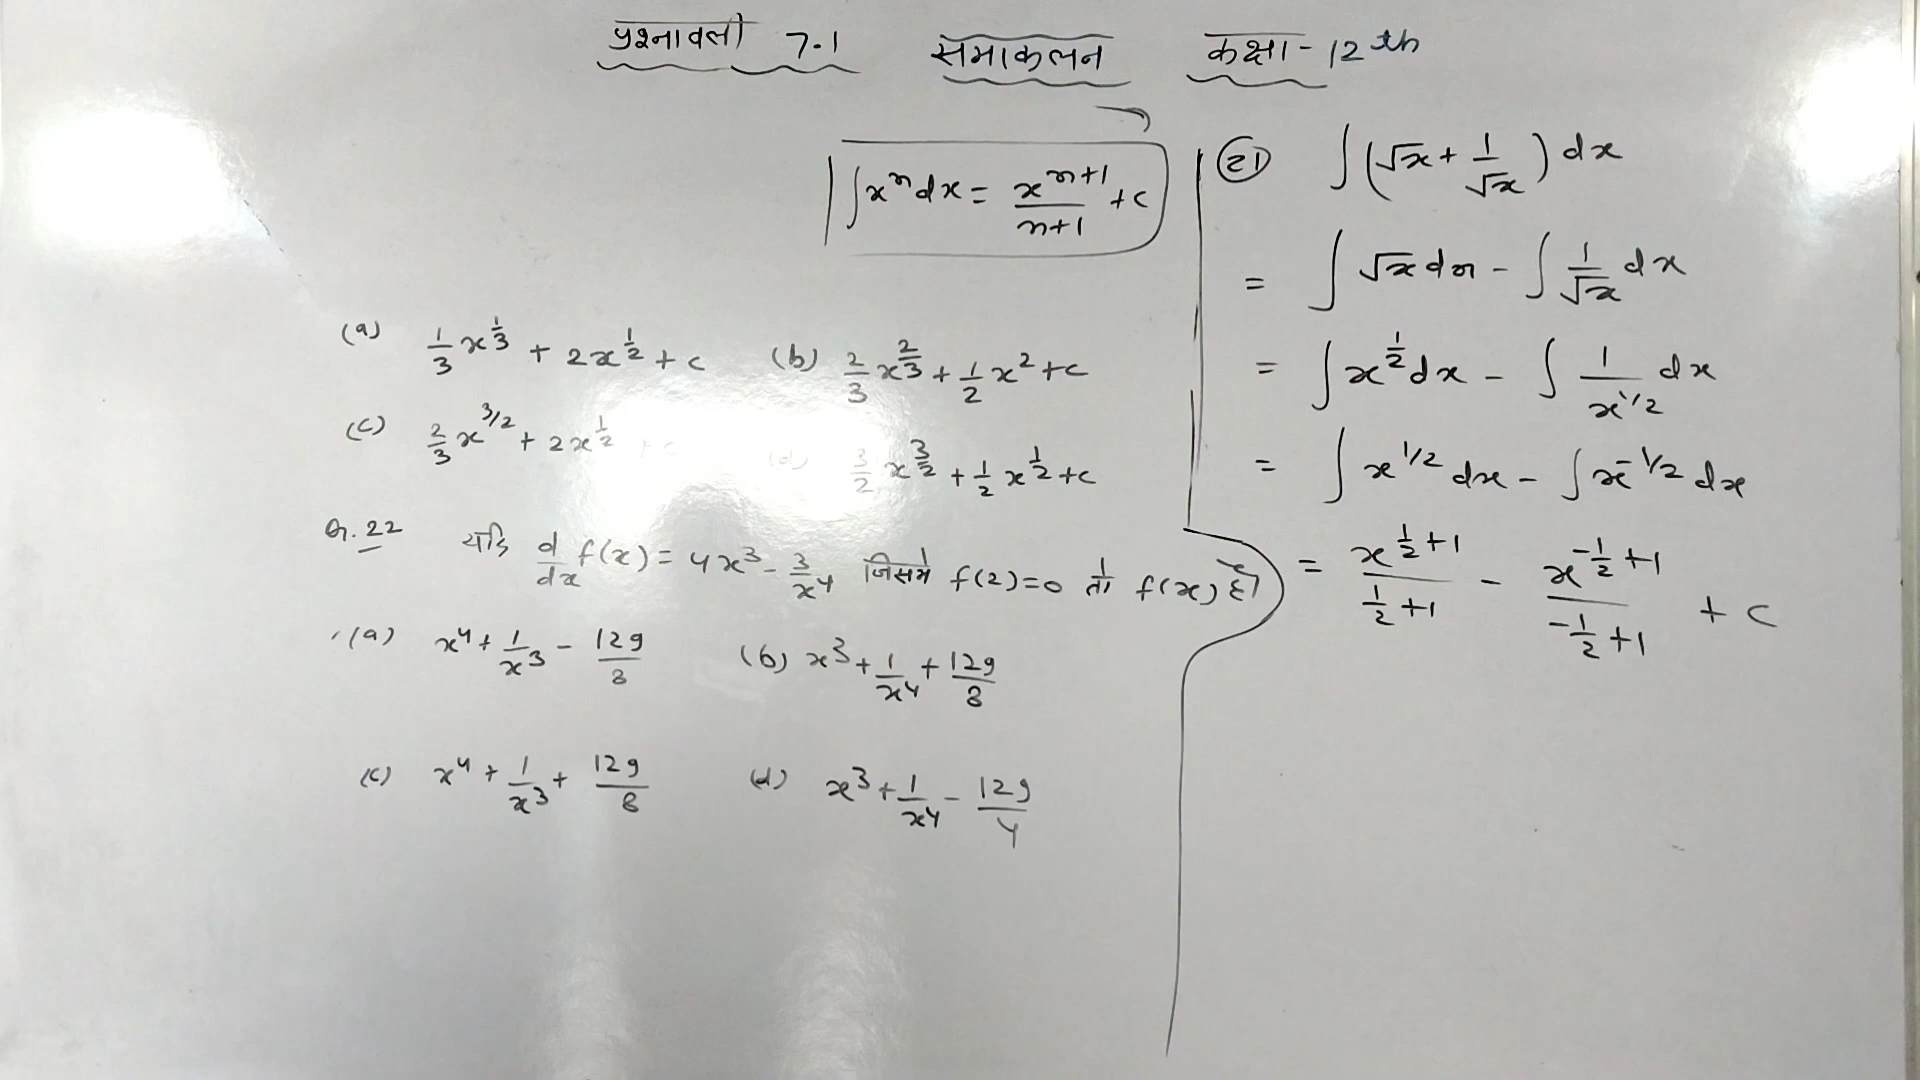 प्रश्नावली 7.1 समाकलन कक्षा - 12th
∫xⁿdx = x^(n+1)/(n+1) + c
(a) 1/3 x^(1/3) + 2x^(1/2) + c (b) 2/3 x^(2/3) + 1/2 x² + c
(c) 2/3 x^(3/2) + 2x^(1/2) + c (d) 3/2 x^(3/2) + 1/2 x^(1/2) + c
Q.22 यदि d/dx f(x) = 4x³ - 3/x⁴ जिसमें f(2)=0 तो f(x) है
(a) x⁴ + 1/x³ - 129/8 (b) x³ + 1/x⁴ + 129/8
(c) x⁴ + 1/x³ + 129/8 (d) x³ + 1/x⁴ - 129/4
(21) ∫(√x + 1/√x) dx
= ∫√x dx - ∫1/√x dx
= ∫x^(1/2) dx - ∫1/x^(1/2) dx
= ∫x^(1/2) dx - ∫x^(-1/2) dx
= x^(1/2+1)/(1/2+1) - x^(-1/2+1)/(-1/2+1) + c